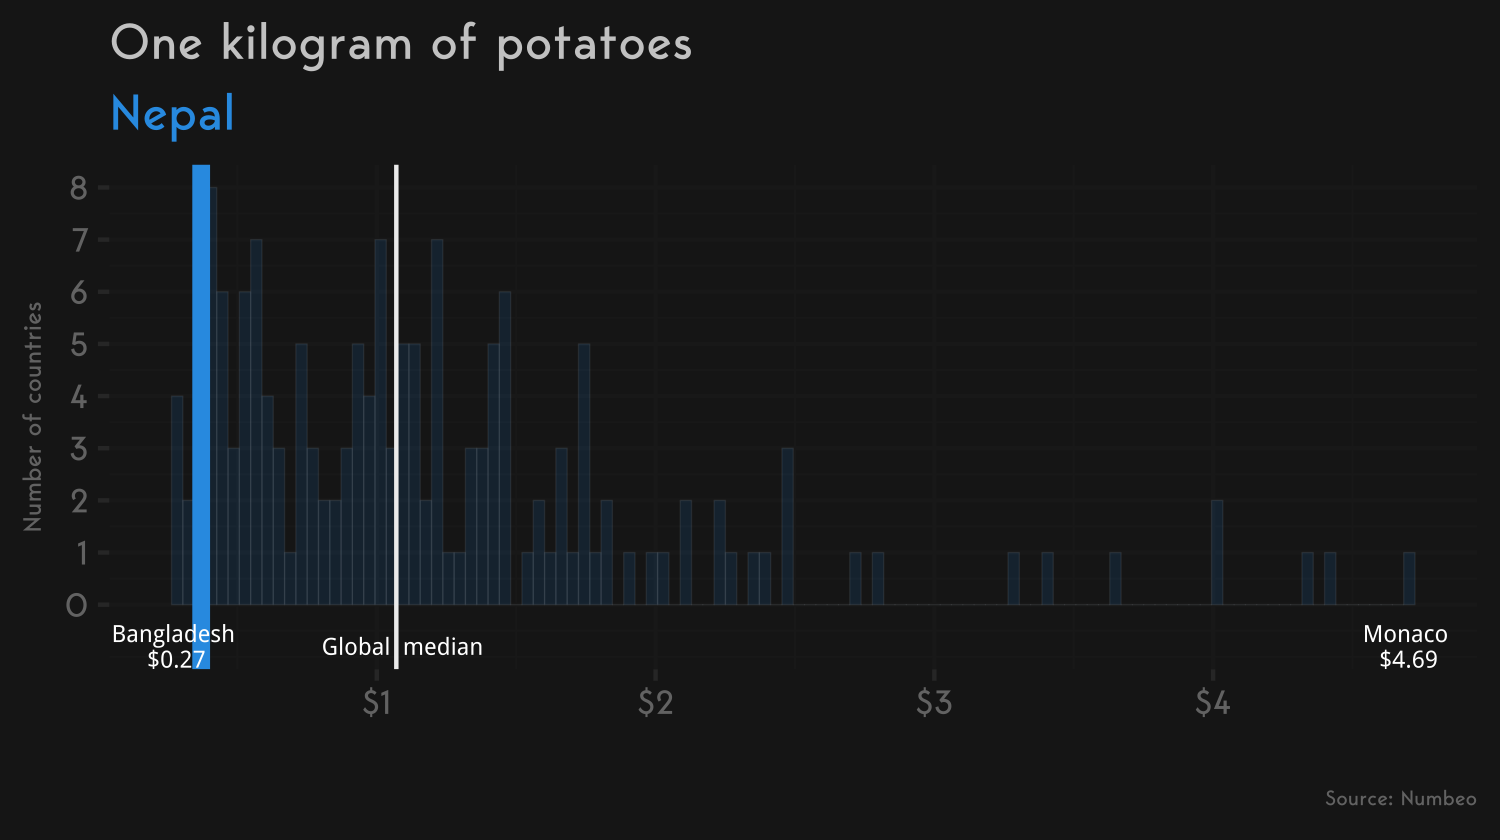 One kilogram of potatoes
Nepal
Number of countries
8
7
6
5
4
3
2
1
0
Bangladesh
$0.27
Global median
Monaco
$4.69
$1 $2 $3 $4
Source: Numbeo